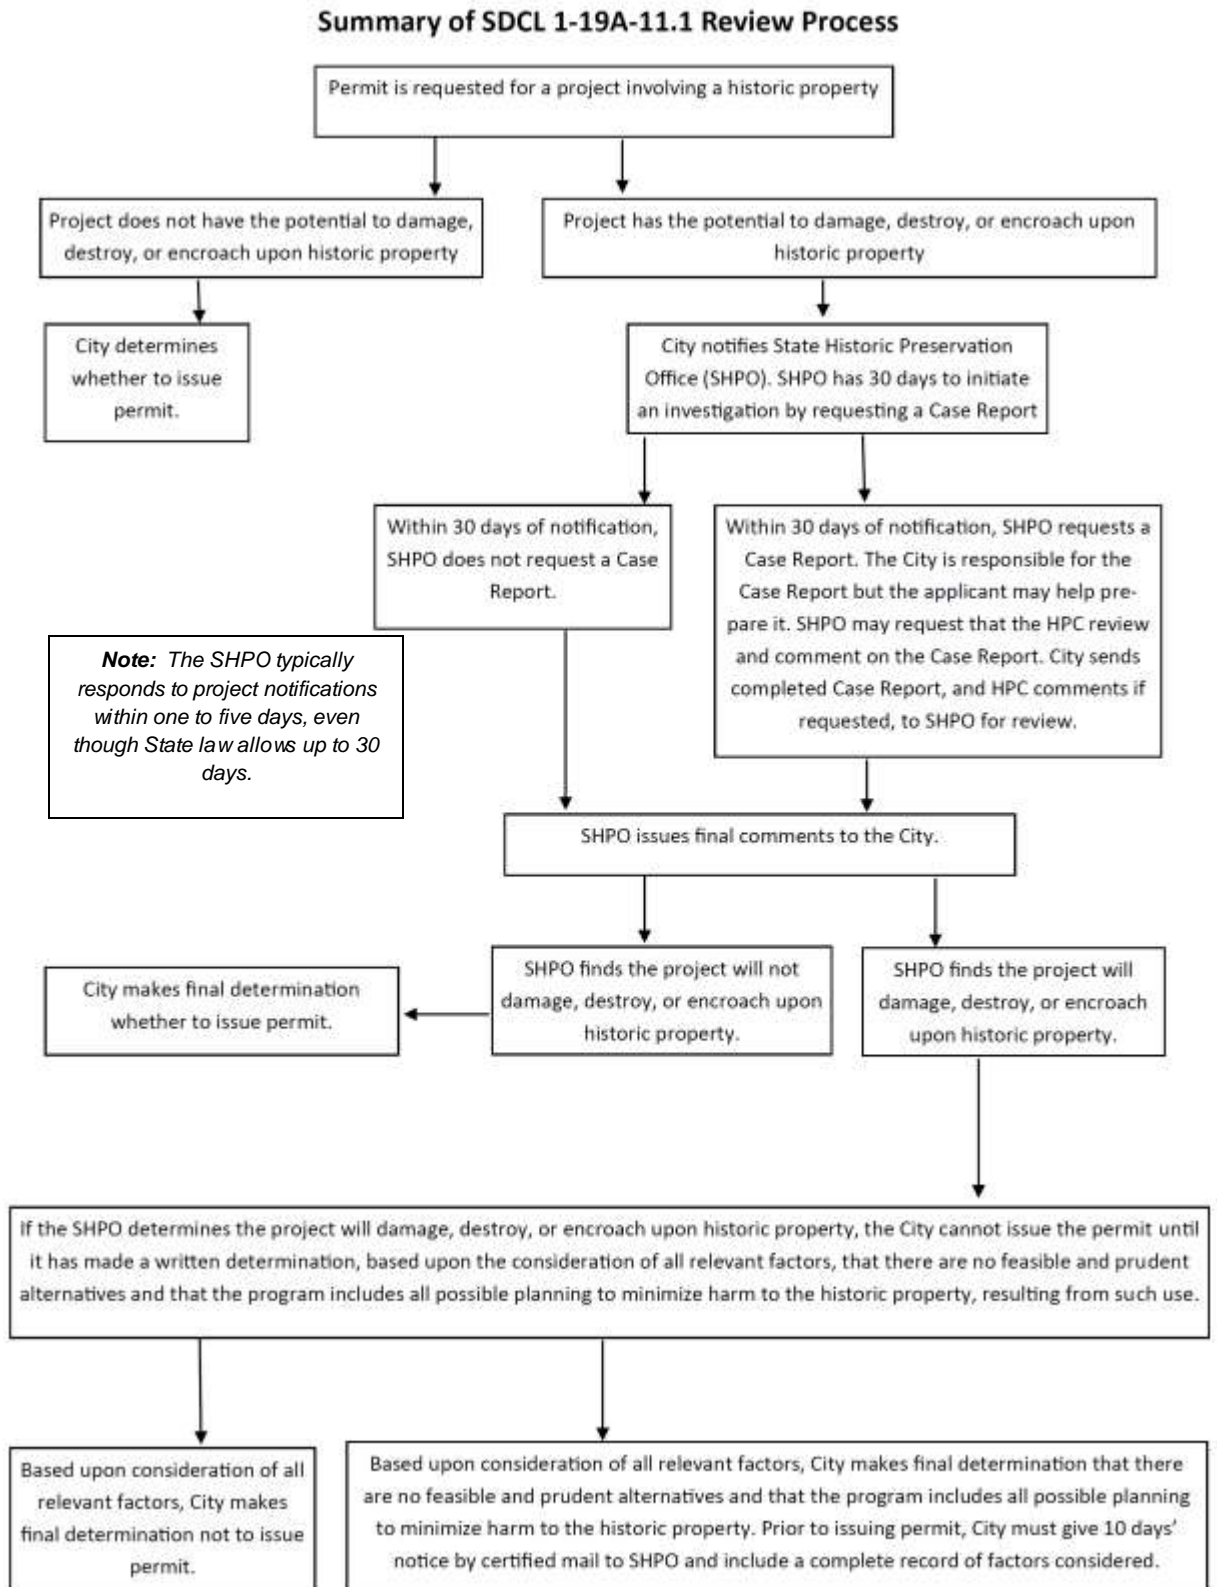 Summary of SDCL 1-19A-11.1 Review Process
Permit is requested for a project involving a historic property
Project does not have the potential to damage,
destroy, or encroach upon historic property
Project has the potential to damage, destroy, or encroach upon
historic property
City determines
whether to issue
permit.
City notifies State Historic Preservation
Office (SHPO). SHPO has 30 days to initiate
an investigation by requesting a Case Report
Within 30 days of notification,
SHPO does not request a Case
Report.
Within 30 days of notification, SHPO requests a
Case Report. The City is responsible for the
Case Report but the applicant may help pre-
pare it. SHPO may request that the HPC review
and comment on the Case Report. City sends
completed Case Report, and HPC comments if
requested, to SHPO for review.
Note: The SHPO typically
responds to project notifications
within one to five days, even
though State law allows up to 30
days.
SHPO issues final comments to the City.
City makes final determination
whether to issue permit.
SHPO finds the project will not
damage, destroy, or encroach upon
historic property.
SHPO finds the project will
damage, destroy, or encroach
upon historic property.
If the SHPO determines the project will damage, destroy, or encroach upon historic property, the City cannot issue the permit until
it has made a written determination, based upon the consideration of all relevant factors, that there are no feasible and prudent
alternatives and that the program includes all possible planning to minimize harm to the historic property, resulting from such use.
Based upon consideration of all
relevant factors, City makes
final determination not to issue
permit.
Based upon consideration of all relevant factors, City makes final determination that there
are no feasible and prudent alternatives and that the program includes all possible planning
to minimize harm to the historic property. Prior to issuing permit, City must give 10 days’
notice by certified mail to SHPO and include a complete record of factors considered.